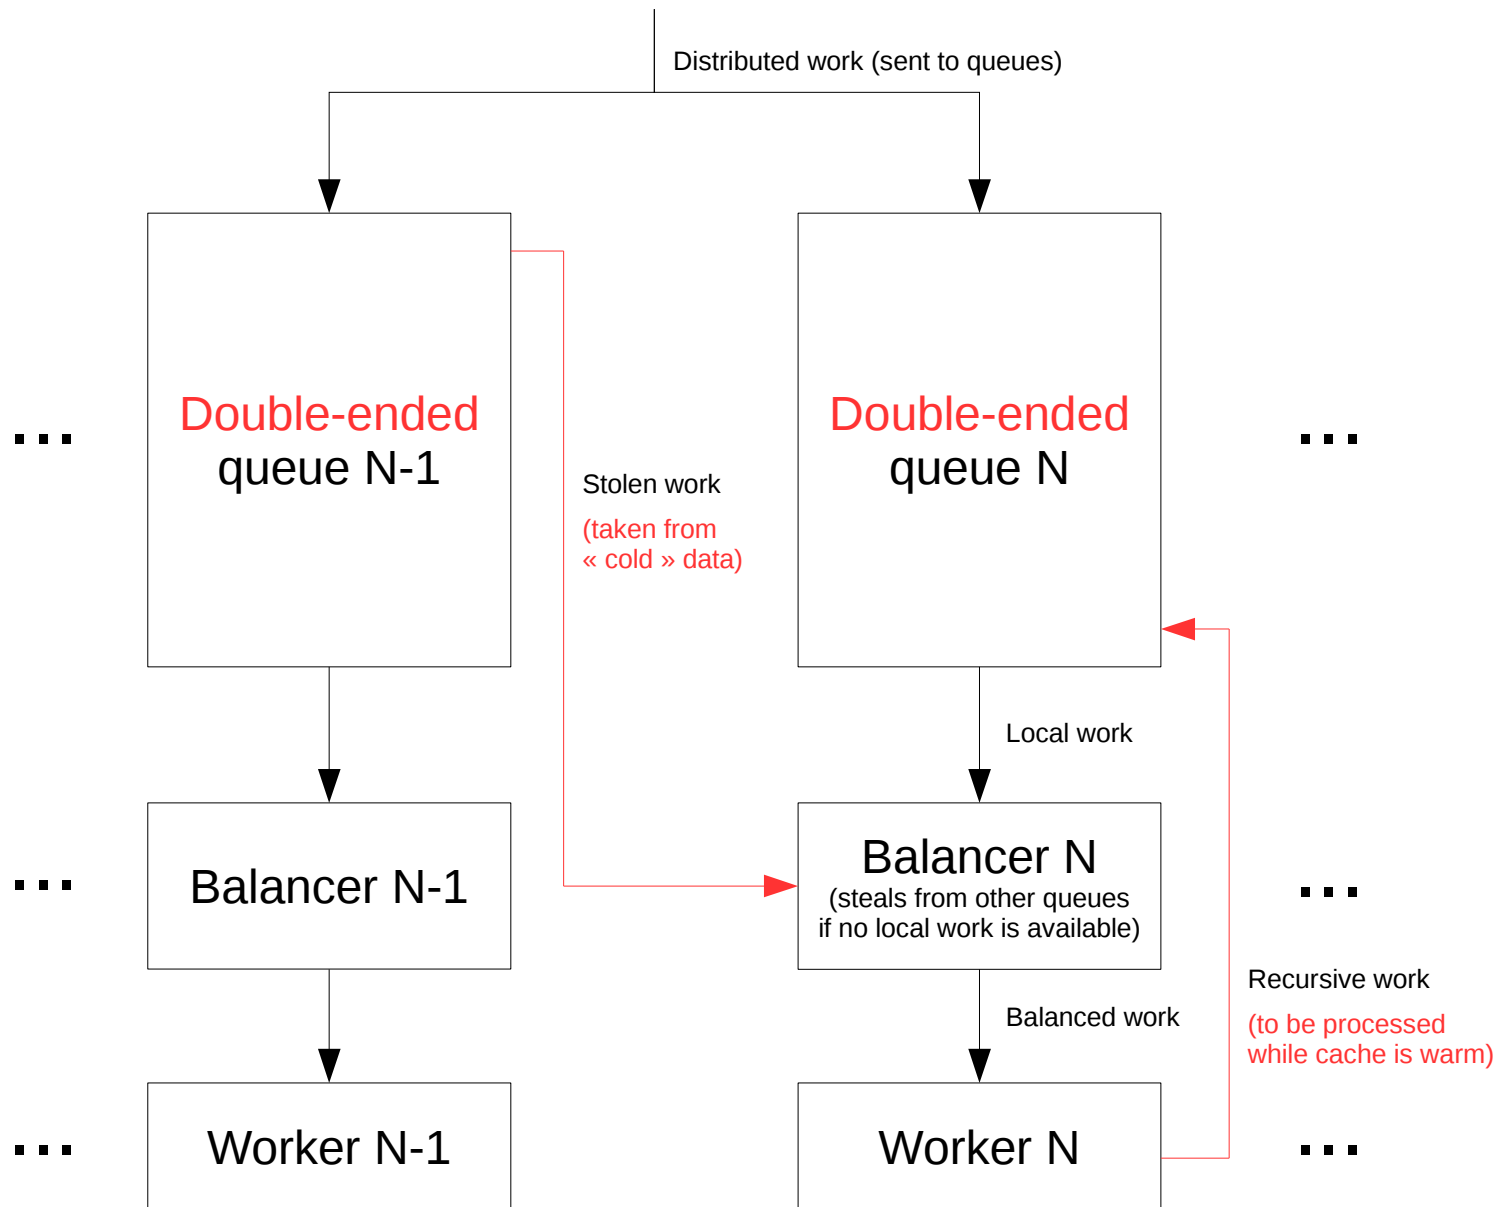 Distributed work (sent to queues)
Double-ended
queue N-1
Double-ended
queue N
Stolen work
(taken from
« cold » data)
Local work
Balancer N-1
Balancer N
(steals from other queues
if no local work is available)
Recursive work
(to be processed
while cache is warm)
Balanced work
Worker N-1
Worker N